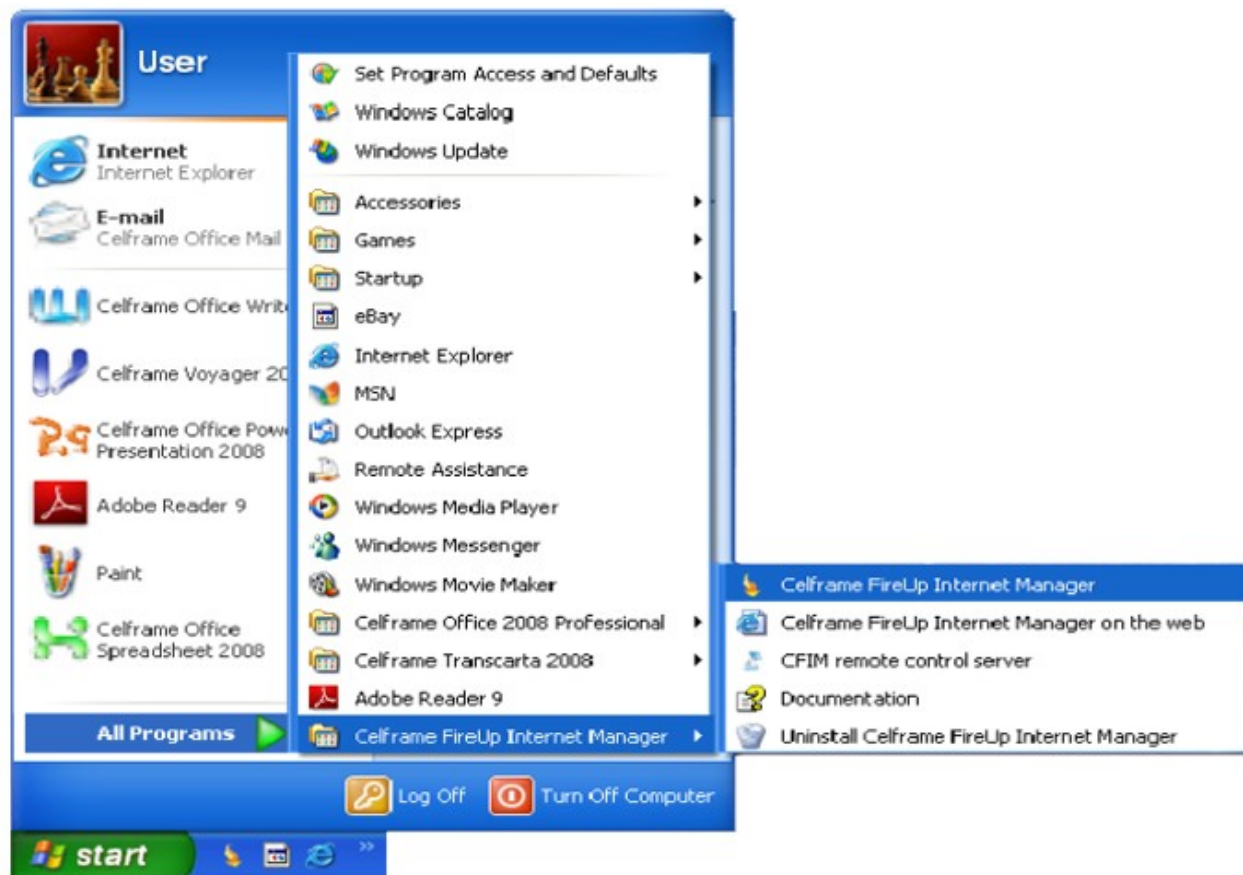 User
Internet
Internet Explorer
E-mail
Celframe Office Mail
Celframe Office Write
Celframe Voyager 20
Celframe Office Powe
Presentation 2008
Adobe Reader 9
Paint
Celframe Office
Spreadsheet 2008
All Programs
Set Program Access and Defaults
Windows Catalog
Windows Update
Accessories
Games
Startup
eBay
Internet Explorer
MSN
Outlook Express
Remote Assistance
Windows Media Player
Windows Messenger
Windows Movie Maker
Celframe Office 2008 Professional
Celframe Transcarta 2008
Adobe Reader 9
Celframe FireUp Internet Manager
Celframe FireUp Internet Manager
Celframe FireUp Internet Manager on the web
CFIM remote control server
Documentation
Uninstall Celframe FireUp Internet Manager
Log Off
Turn Off Computer
start